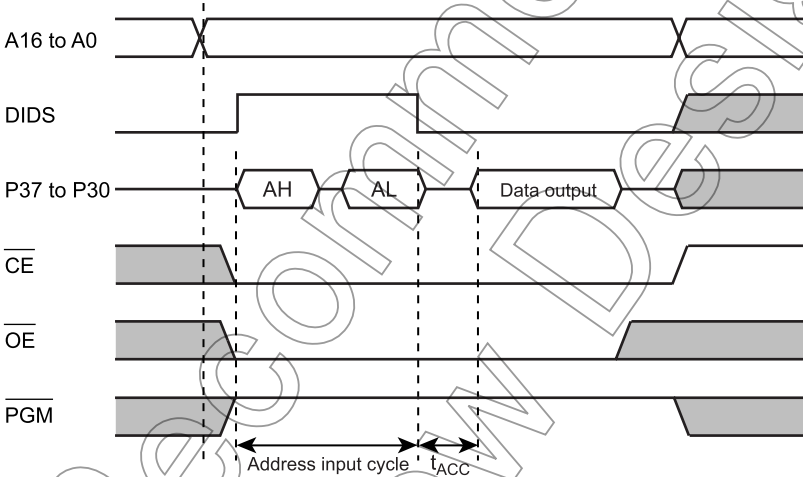 A16 to A0
DIDS
P37 to P30
AH
AL
Data output
CE
OE
PGM
Address input cycle
tACC